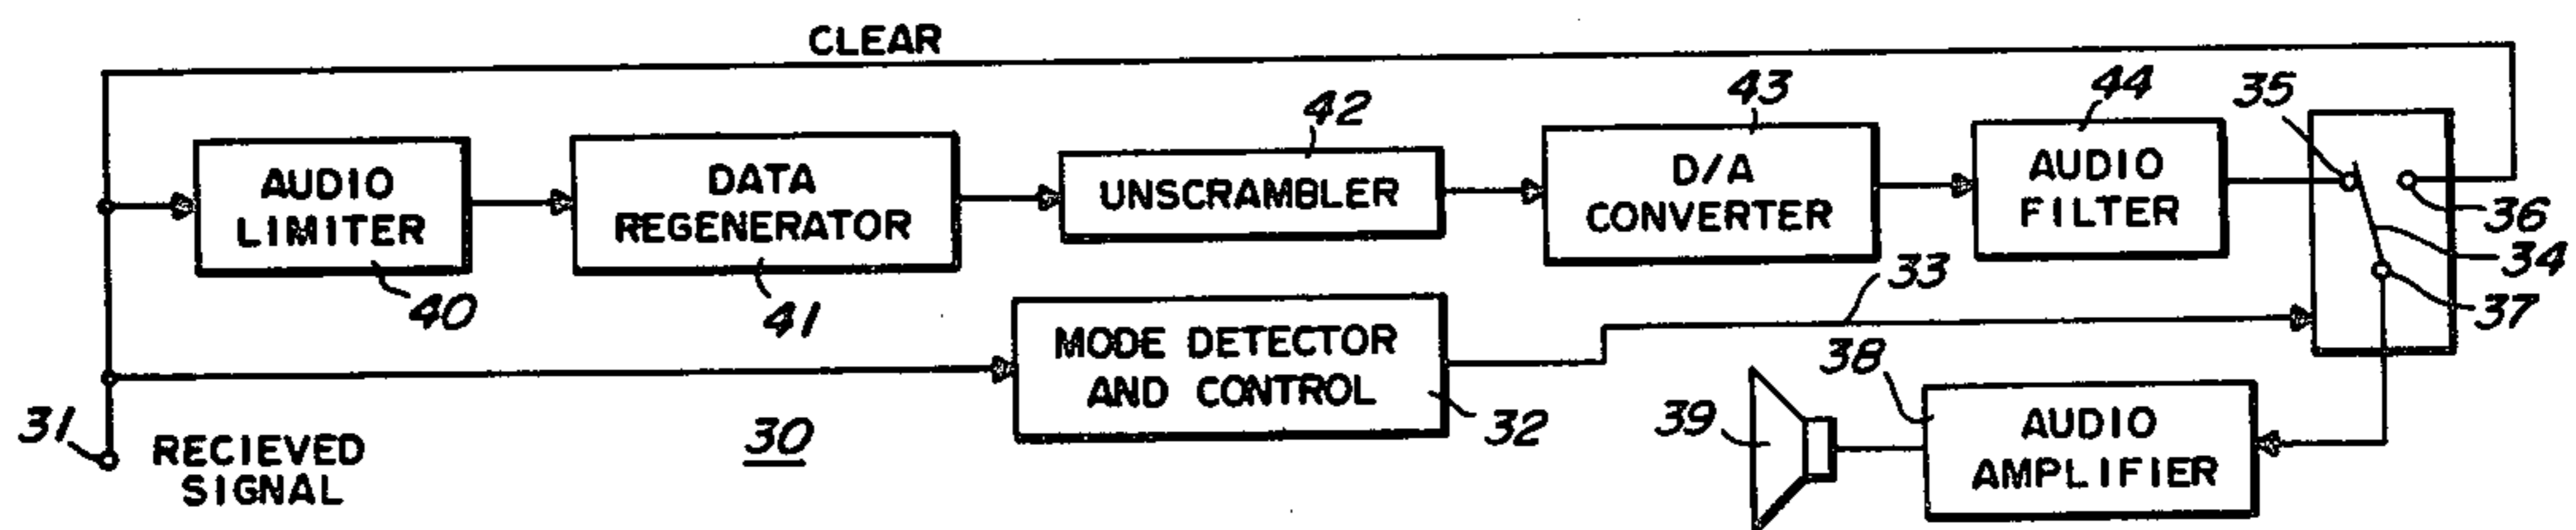 CLEAR
40
AUDIO
LIMITER
41
DATA
REGENERATOR
42
UNSCRAMBLER
43
D/A
CONVERTER
44
AUDIO
FILTER
35
36
34
37
33
MODE DETECTOR
AND CONTROL
32
31
RECIEVED
SIGNAL
30
39
38
AUDIO
AMPLIFIER